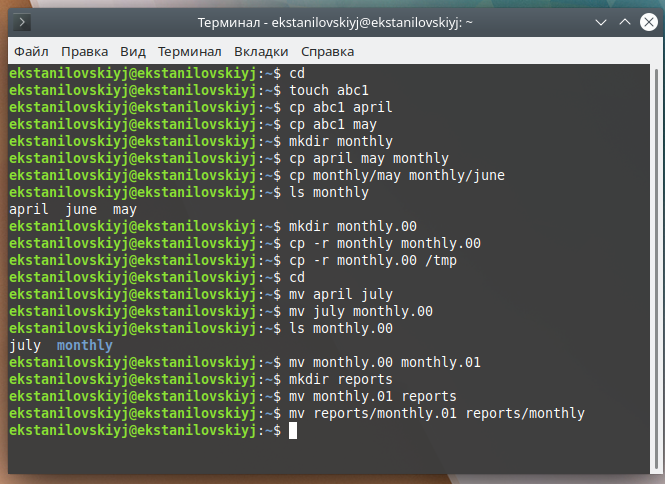 Терминал - ekstanilovskiyj@ekstanilovskiyj: ~
Файл Правка Вид Терминал Вкладки Справка
ekstanilovskiyj@ekstanilovskiyj:~$ cd
ekstanilovskiyj@ekstanilovskiyj:~$ touch abc1
ekstanilovskiyj@ekstanilovskiyj:~$ cp abc1 april
ekstanilovskiyj@ekstanilovskiyj:~$ cp abc1 may
ekstanilovskiyj@ekstanilovskiyj:~$ mkdir monthly
ekstanilovskiyj@ekstanilovskiyj:~$ cp april may monthly
ekstanilovskiyj@ekstanilovskiyj:~$ cp monthly/may monthly/june
ekstanilovskiyj@ekstanilovskiyj:~$ ls monthly
april  june  may
ekstanilovskiyj@ekstanilovskiyj:~$ mkdir monthly.00
ekstanilovskiyj@ekstanilovskiyj:~$ cp -r monthly monthly.00
ekstanilovskiyj@ekstanilovskiyj:~$ cp -r monthly.00 /tmp
ekstanilovskiyj@ekstanilovskiyj:~$ cd
ekstanilovskiyj@ekstanilovskiyj:~$ mv april july
ekstanilovskiyj@ekstanilovskiyj:~$ mv july monthly.00
ekstanilovskiyj@ekstanilovskiyj:~$ ls monthly.00
july  monthly
ekstanilovskiyj@ekstanilovskiyj:~$ mv monthly.00 monthly.01
ekstanilovskiyj@ekstanilovskiyj:~$ mkdir reports
ekstanilovskiyj@ekstanilovskiyj:~$ mv monthly.01 reports
ekstanilovskiyj@ekstanilovskiyj:~$ mv reports/monthly.01 reports/monthly
ekstanilovskiyj@ekstanilovskiyj:~$